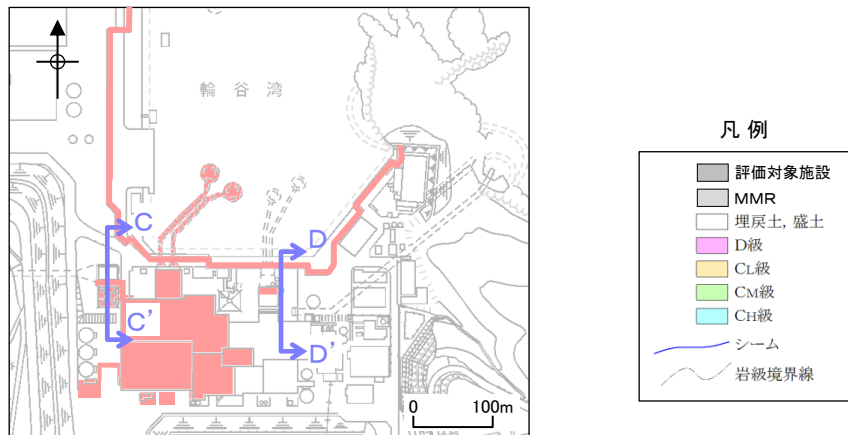 輪谷湾
C
D
C'
D'
0 100m
凡 例
評価対象施設
MMR
埋戻土, 盛土
D級
CL級
CM級
CH級
シーム
岩級境界線